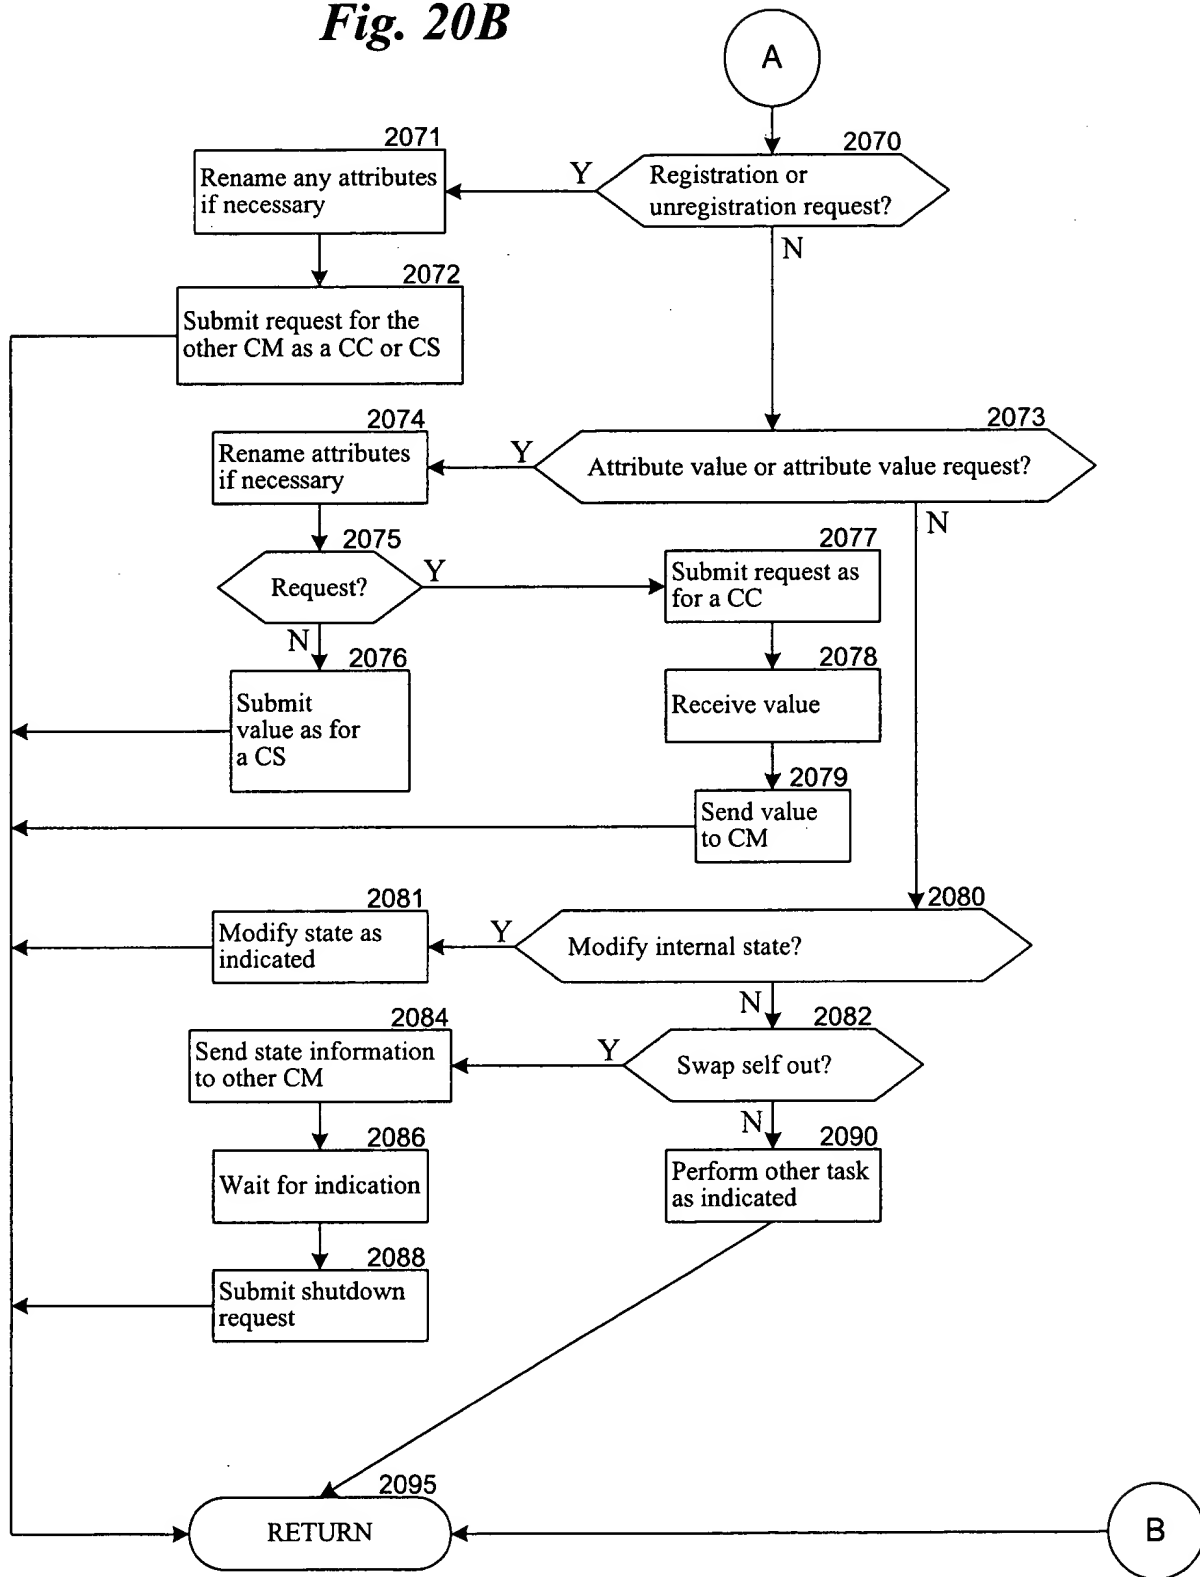 Fig. 20B
A
2071
2070
Rename any attributes
if necessary
Y
Registration or
unregistration request?
N
2072
Submit request for the
other CM as a CC or CS
2074
2073
Rename attributes
if necessary
Y
Attribute value or attribute value request?
N
2075
Request?
Y
2077
Submit request as
for a CC
N
2076
2078
Submit
value as for
a CS
Receive value
2079
Send value
to CM
2081
2080
Modify state as
indicated
Y
Modify internal state?
N
2084
2082
Send state information
to other CM
Y
Swap self out?
N
2086
2090
Wait for indication
Perform other task
as indicated
2088
Submit shutdown
request
2095
RETURN
B